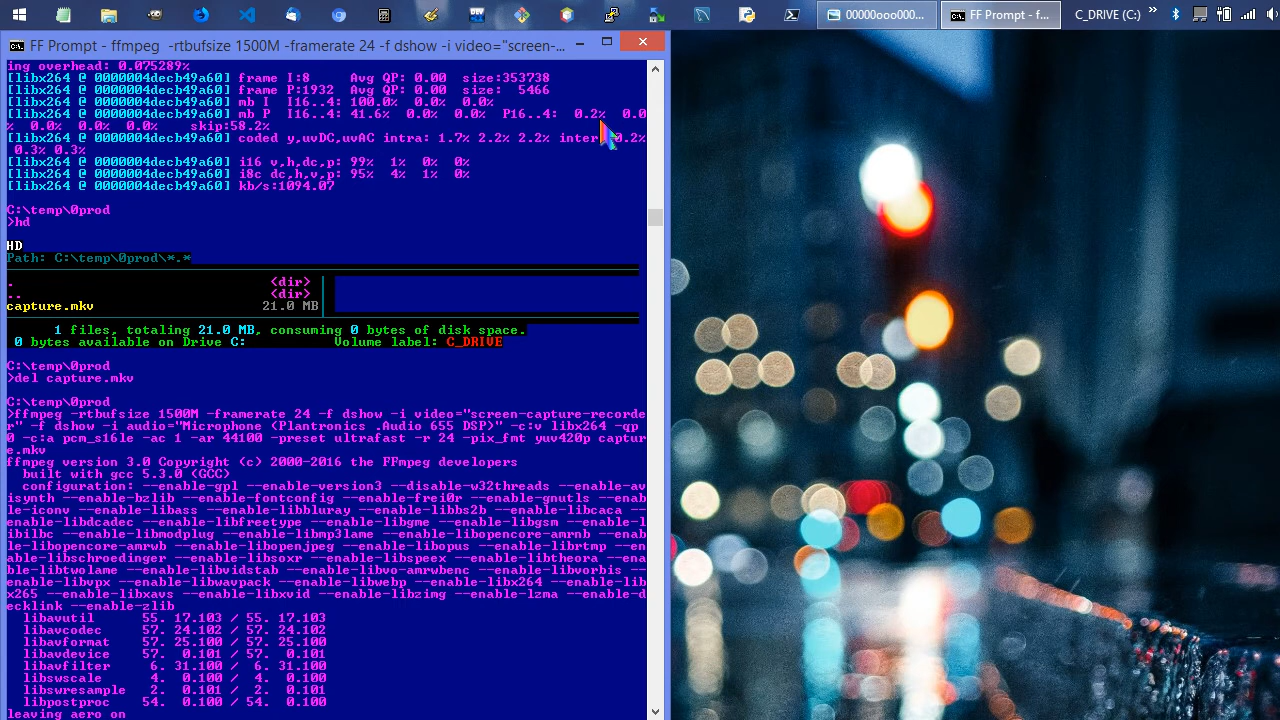 00000ooo000...
FF Prompt - f...
C_DRIVE (C:)
FF Prompt - ffmpeg -rtbufsize 1500M -framerate 24 -f dshow -i video="screen-...
ing overhead: 0.075289%
[libx264 @ 0000004decb49a60] frame I:8     Avg QP: 0.00  size:353738
[libx264 @ 0000004decb49a60] frame P:1932  Avg QP: 0.00  size:  5466
[libx264 @ 0000004decb49a60] mb I  I16..4: 100.0%  0.0%  0.0%
[libx264 @ 0000004decb49a60] mb P  I16..4: 41.6%  0.0%  0.0%  P16..4:  0.2%  0.0
%  0.0%  0.0%  0.0%    skip:58.2%
[libx264 @ 0000004decb49a60] coded y,uvDC,uvAC intra: 1.7% 2.2% 2.2% inter: 0.2%
 0.3% 0.3%
[libx264 @ 0000004decb49a60] i16 v,h,dc,p: 99%  1%  0%  0%
[libx264 @ 0000004decb49a60] i8c dc,h,v,p: 95%  4%  1%  0%
[libx264 @ 0000004decb49a60] kb/s:1094.07
C:\temp\0prod
>hd
HD
Path: C:\temp\0prod\*.*
.                                <dir>
..                               <dir>
capture.mkv                     21.0 MB
1 files, totaling 21.0 MB, consuming 0 bytes of disk space.
0 bytes available on Drive C:           Volume label: C_DRIVE
C:\temp\0prod
>del capture.mkv
C:\temp\0prod
>ffmpeg -rtbufsize 1500M -framerate 24 -f dshow -i video="screen-capture-recorde
r" -f dshow -i audio="Microphone (Plantronics .Audio 655 DSP)" -c:v libx264 -qp
0 -c:a pcm_s16le -ac 1 -ar 44100 -preset ultrafast -r 24 -pix_fmt yuv420p captur
e.mkv
ffmpeg version 3.0 Copyright (c) 2000-2016 the FFmpeg developers
  built with gcc 5.3.0 (GCC)
  configuration: --enable-gpl --enable-version3 --disable-w32threads --enable-av
isynth --enable-bzlib --enable-fontconfig --enable-frei0r --enable-gnutls --enab
le-iconv --enable-libass --enable-libbluray --enable-libbs2b --enable-libcaca --
enable-libdcadec --enable-libfreetype --enable-libgme --enable-libgsm --enable-l
ibilbc --enable-libmodplug --enable-libmp3lame --enable-libopencore-amrnb --enab
le-libopencore-amrwb --enable-libopenjpeg --enable-libopus --enable-librtmp --en
able-libschroedinger --enable-libsoxr --enable-libspeex --enable-libtheora --ena
ble-libtwolame --enable-libvidstab --enable-libvo-amrwbenc --enable-libvorbis --
enable-libvpx --enable-libwavpack --enable-libwebp --enable-libx264 --enable-lib
x265 --enable-libxavs --enable-libxvid --enable-libzimg --enable-lzma --enable-d
ecklink --enable-zlib
  libavutil      55. 17.103 / 55. 17.103
  libavcodec     57. 24.102 / 57. 24.102
  libavformat    57. 25.100 / 57. 25.100
  libavdevice    57.  0.101 / 57.  0.101
  libavfilter     6. 31.100 /  6. 31.100
  libswscale      4.  0.100 /  4.  0.100
  libswresample   2.  0.101 /  2.  0.101
  libpostproc    54.  0.100 / 54.  0.100
leaving aero on